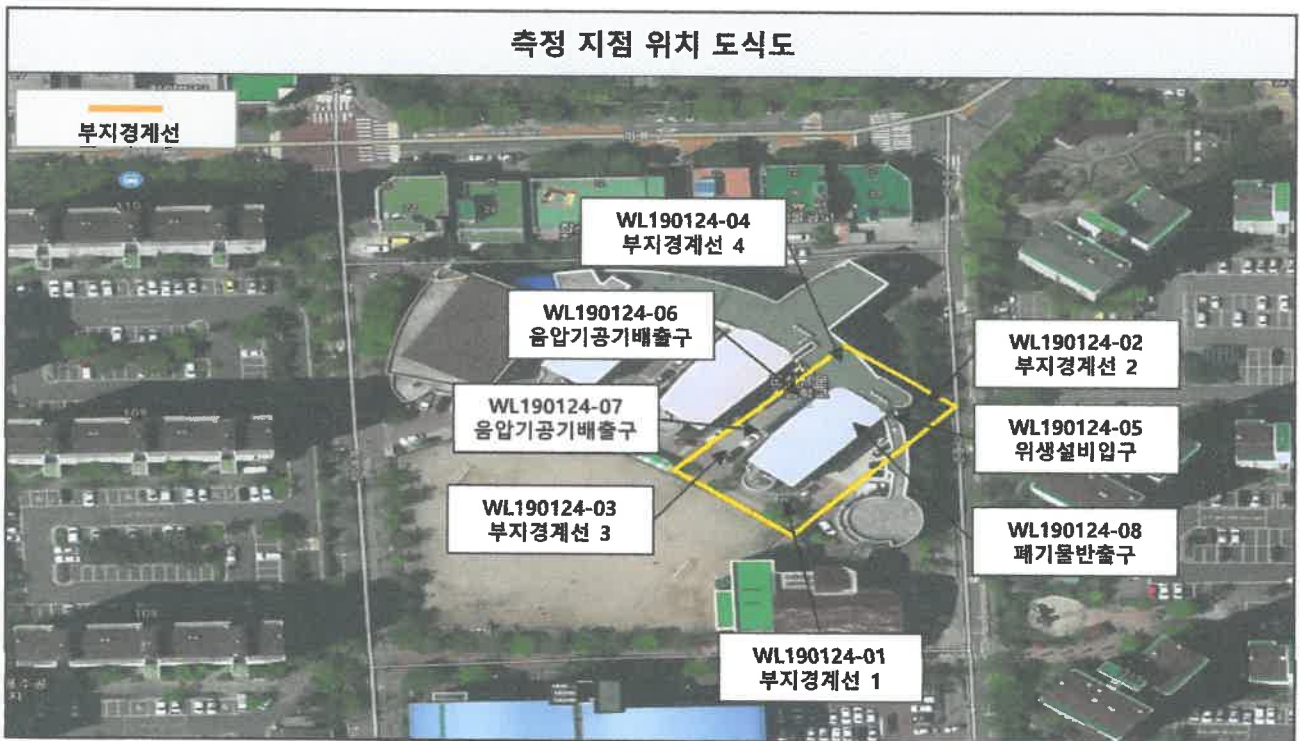 측정 지점 위치 도식도
부지경계선
110
WL190124-04
부지경계선 4
WL190124-06
음압기공기배출구
WL190124-02
부지경계선 2
WL190124-07
음압기공기배출구
109
WL190124-05
위생설비입구
WL190124-03
부지경계선 3
WL190124-08
폐기물반출구
108
WL190124-01
부지경계선 1